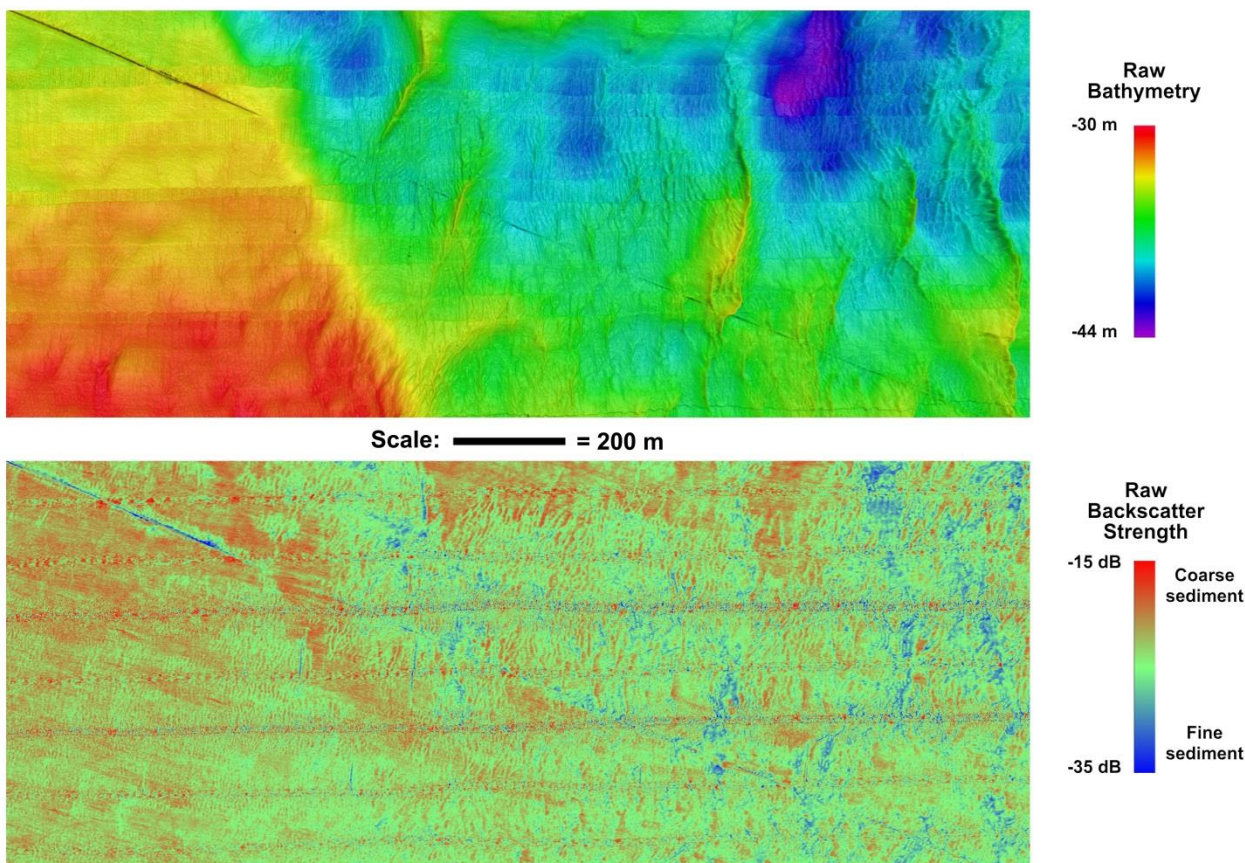 Raw
Bathymetry
-30 m
-44 m
Scale: = 200 m
Raw
Backscatter
Strength
-15 dB
Coarse
sediment
Fine
sediment
-35 dB